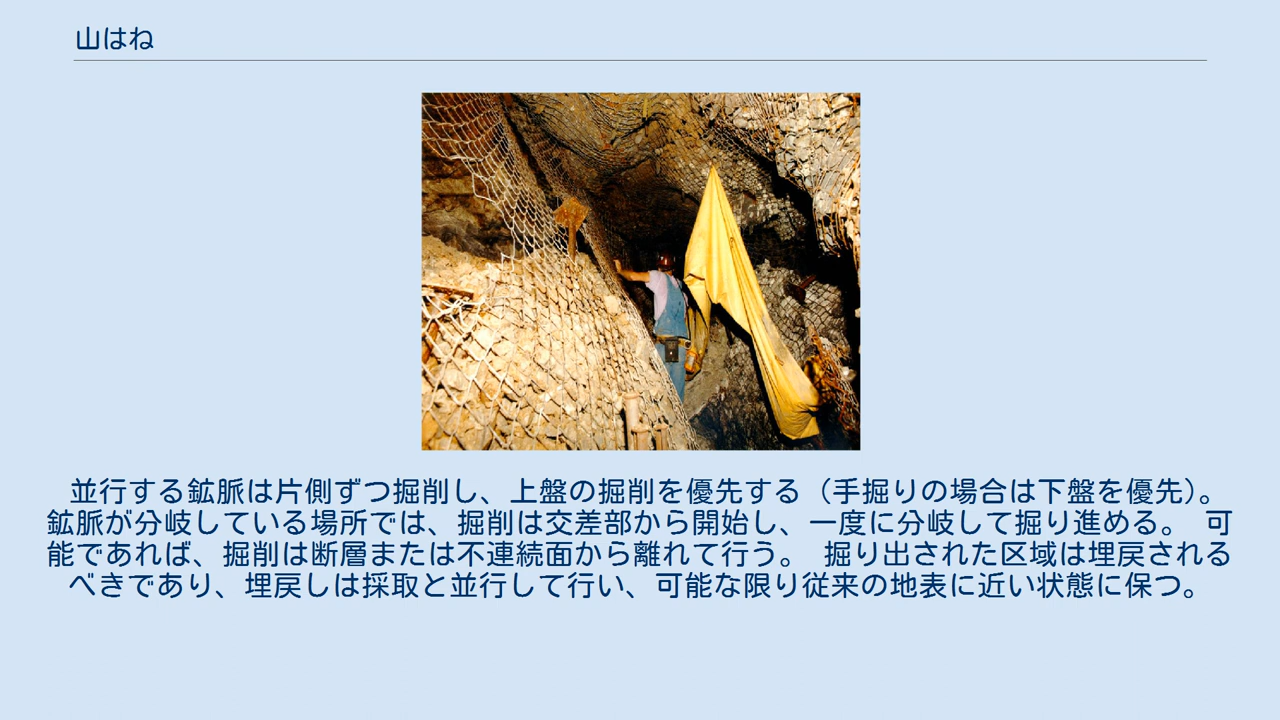 山はね
並行する鉱脈は片側ずつ掘削し、上盤の掘削を優先する（手掘りの場合は下盤を優先）。
鉱脈が分岐している場所では、掘削は交差部から開始し、一度に分岐して掘り進める。 可
能であれば、掘削は断層または不連続面から離れて行う。 掘り出された区域は埋戻される
べきであり、埋戻しは採取と並行して行い、可能な限り従来の地表に近い状態に保つ。